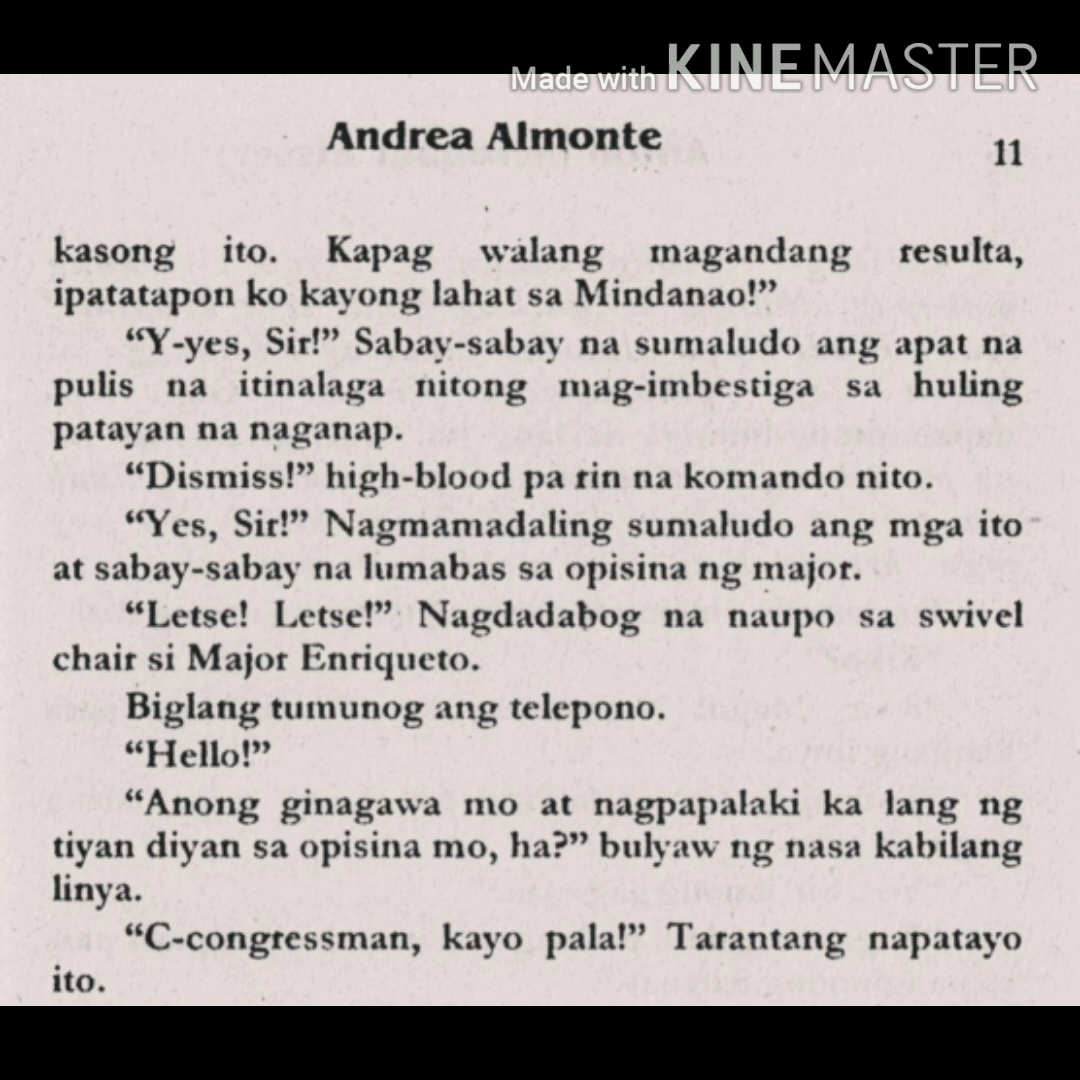 Made with KINEMASTER
Andrea Almonte
11
kasong ito. Kapag walang magandang resulta,
ipatatapon ko kayong lahat sa Mindanao!”
“Y-yes, Sir!” Sabay-sabay na sumaludo ang apat na
pulis na itinalaga nitong mag-imbestiga sa huling
patayan na naganap.
“Dismiss!” high-blood pa rin na komando nito.
“Yes, Sir!” Nagmamadaling sumaludo ang mga ito
at sabay-sabay na lumabas sa opisina ng major.
“Letse! Letse!” Nagdadabog na naupo sa swivel
chair si Major Enriqueto.
Biglang tumunog ang telepono.
“Hello!”
“Anong ginagawa mo at nagpapalaki ka lang ng
tiyan diyan sa opisina mo, ha?” bulyaw ng nasa kabilang
linya.
“C-congressman, kayo pala!” Tarantang napatayo
ito.